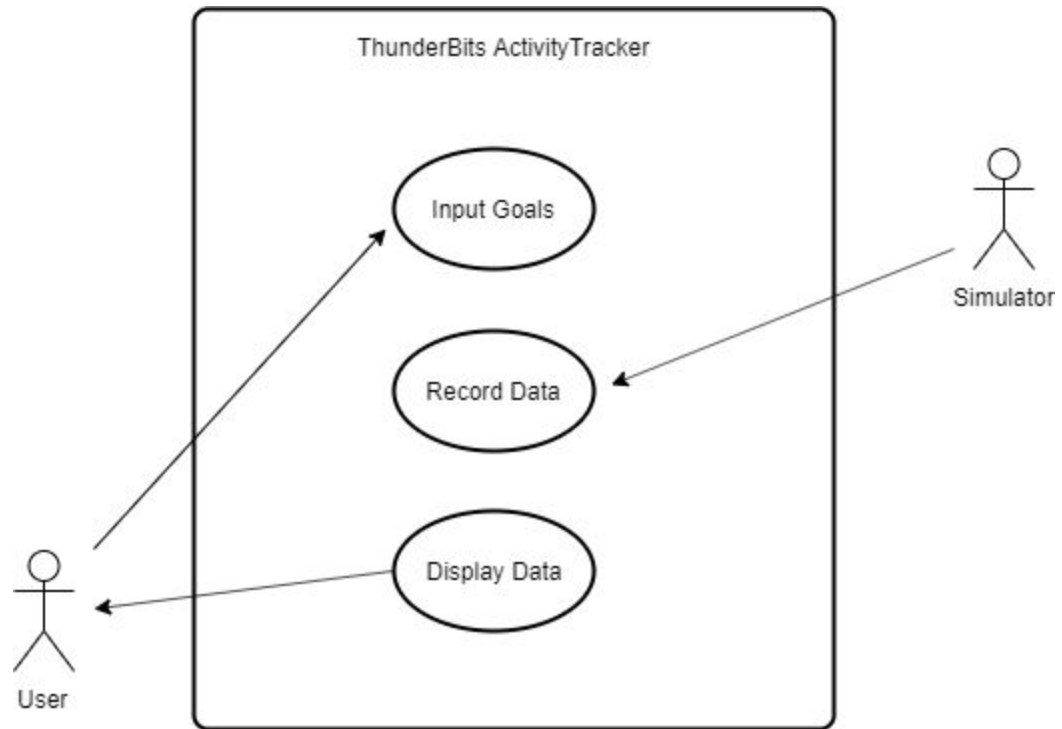 ThunderBits ActivityTracker
Input Goals
Simulator
Record Data
Display Data
User